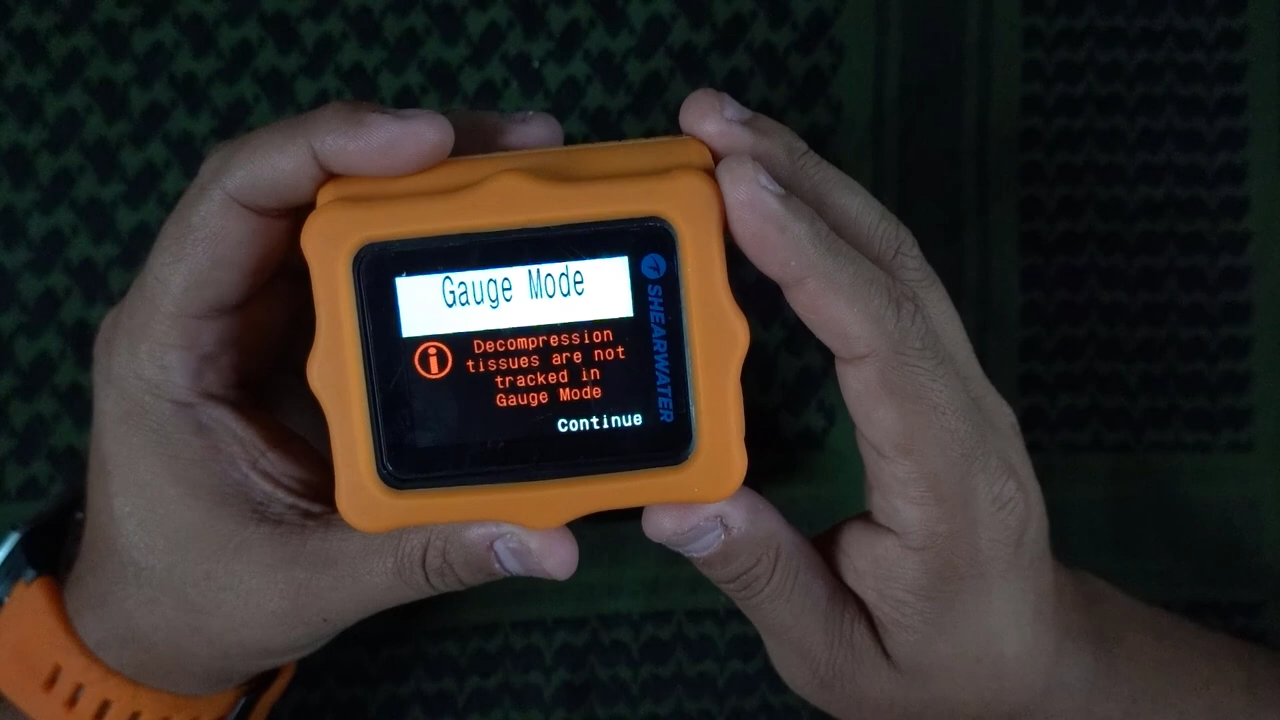 Gauge Mode
Decompression
tissues are not
tracked in
Gauge Mode
Continue
SHEARWATER